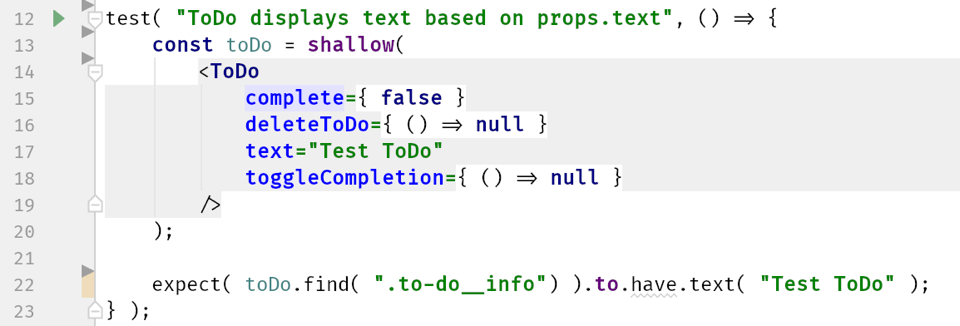 12 test( "ToDo displays text based on props.text", () => {
13 const toDo = shallow(
14 <ToDo
15 complete={ false }
16 deleteToDo={ () => null }
17 text="Test ToDo"
18 toggleCompletion={ () => null }
19 />
20 );
21
22 expect( toDo.find( ".to-do__info") ).to.have.text( "Test ToDo" );
23 } );